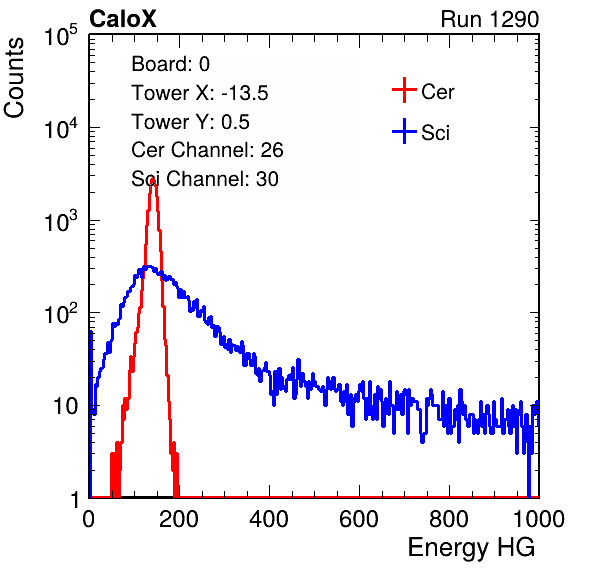 CaloX Run 1290
Counts
Board: 0
Tower X: -13.5
Tower Y: 0.5
Cer Channel: 26
Sci Channel: 30
Cer
Sci
10^5
10^4
10^3
10^2
10
1
0 200 400 600 800 1000
Energy HG